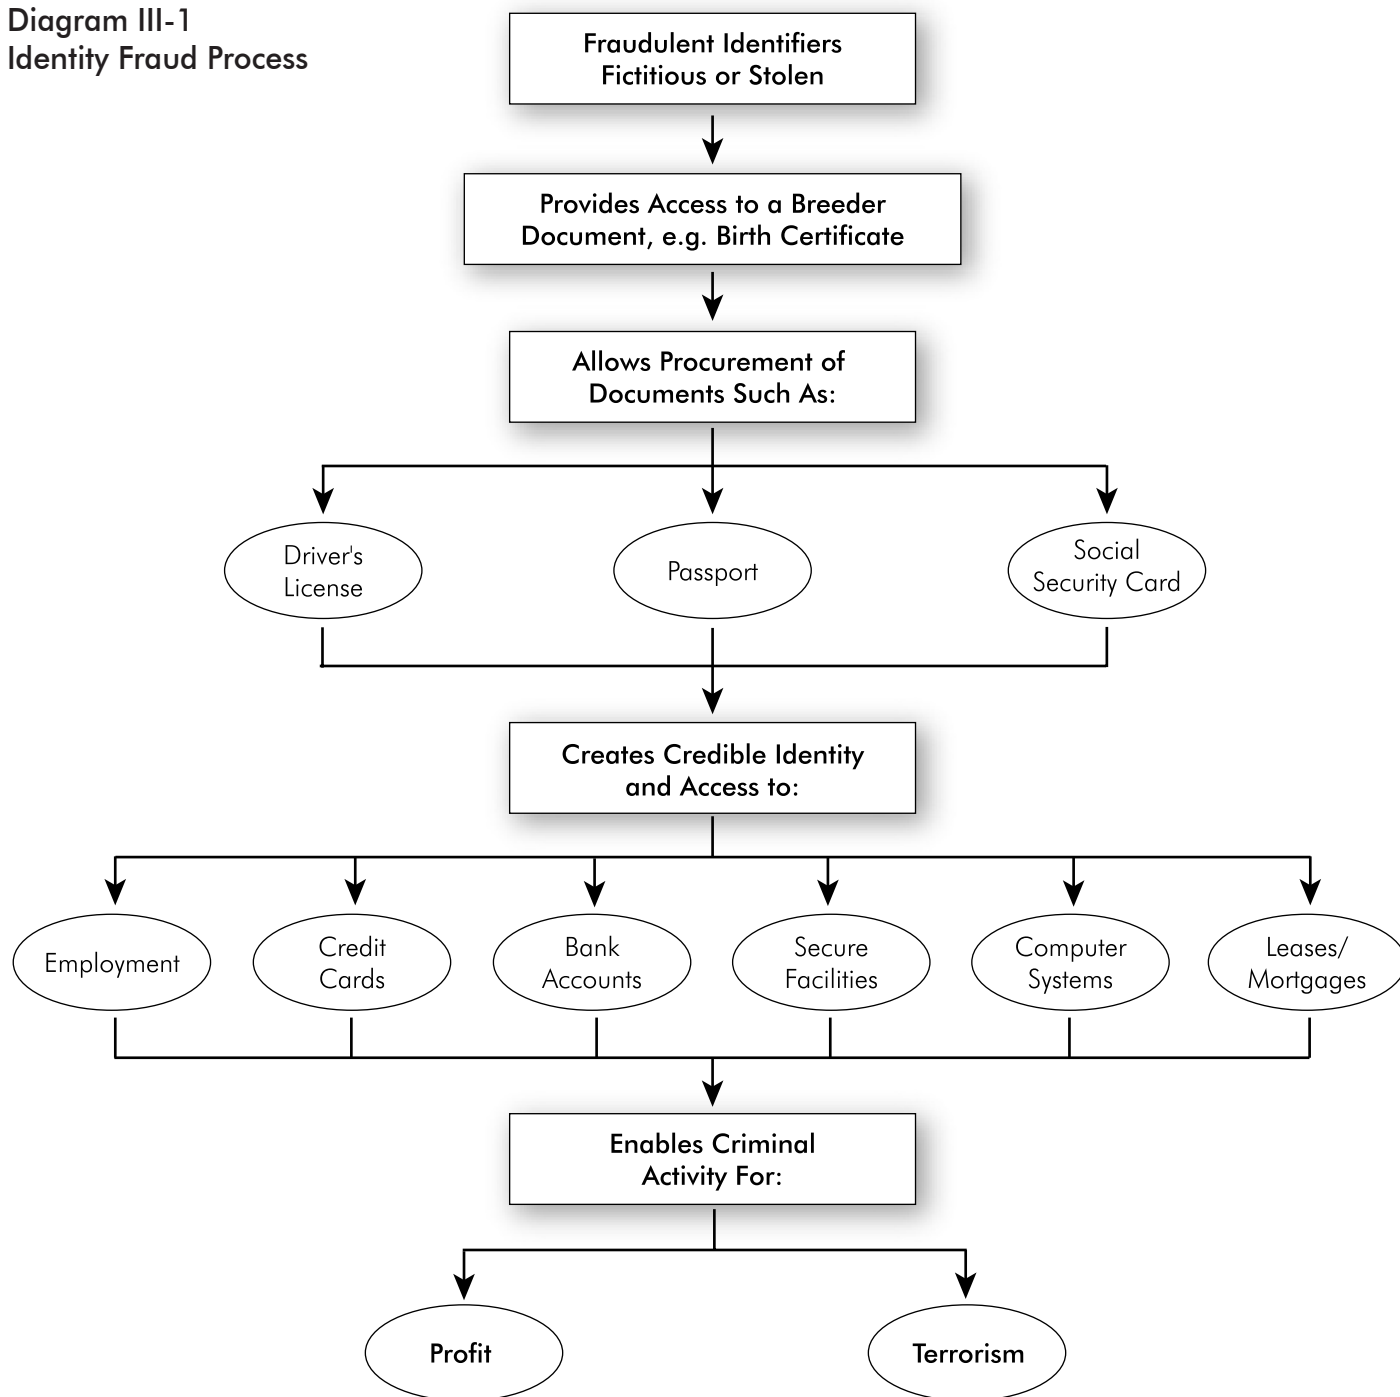 Diagram III-1
Identity Fraud Process
Fraudulent Identifiers
Fictitious or Stolen
Provides Access to a Breeder
Document, e.g. Birth Certificate
Allows Procurement of
Documents Such As:
Driver's
License
Passport
Social
Security Card
Creates Credible Identity
and Access to:
Employment
Credit
Cards
Bank
Accounts
Secure
Facilities
Computer
Systems
Leases/
Mortgages
Enables Criminal
Activity For:
Profit
Terrorism